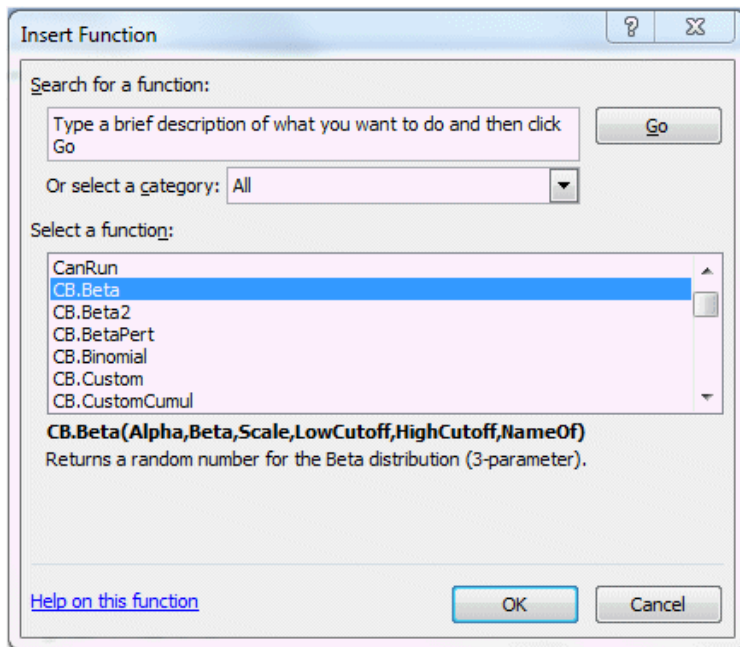 Insert Function
Search for a function:
Type a brief description of what you want to do and then click
Go
Go
Or select a category: All
Select a function:
CanRun
CB.Beta
CB.Beta2
CB.BetaPert
CB.Binomial
CB.Custom
CB.CustomCumul
CB.Beta(Alpha,Beta,Scale,LowCutoff,HighCutoff,NameOf)
Returns a random number for the Beta distribution (3-parameter).
Help on this function
OK
Cancel